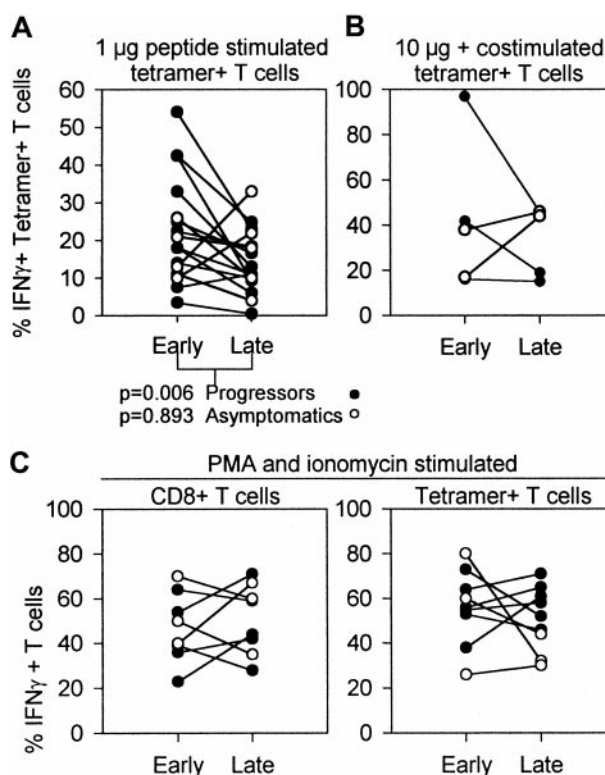 A
1 µg peptide stimulated
tetramer+ T cells
% IFNγ+ Tetramer+ T cells
60
50
40
30
20
10
0
Early Late
p=0.006 Progressors
p=0.893 Asymptomatics
B
10 µg + costimulated
tetramer+ T cells
100
80
60
40
20
0
Early Late
C
PMA and ionomycin stimulated
CD8+ T cells
% IFNγ + T cells
100
80
60
40
20
0
Early Late
Tetramer+ T cells
100
80
60
40
20
0
Early Late